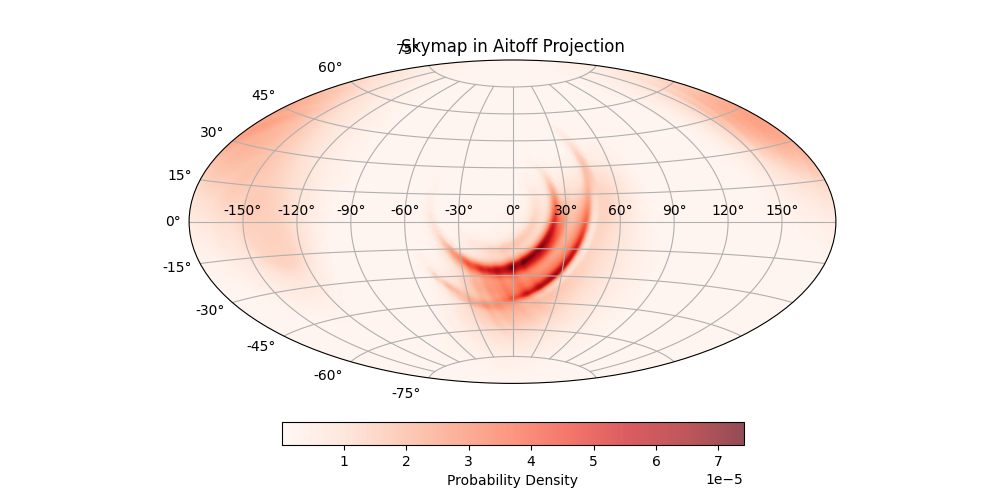 Skymap in Aitoff Projection
75°
60°
45°
30°
15°
-150° -120° -90° -60° -30° 0° 30° 60° 90° 120° 150°
0°
-15°
-30°
-45°
-60°
-75°
1 2 3 4 5 6 7
1e−5
Probability Density